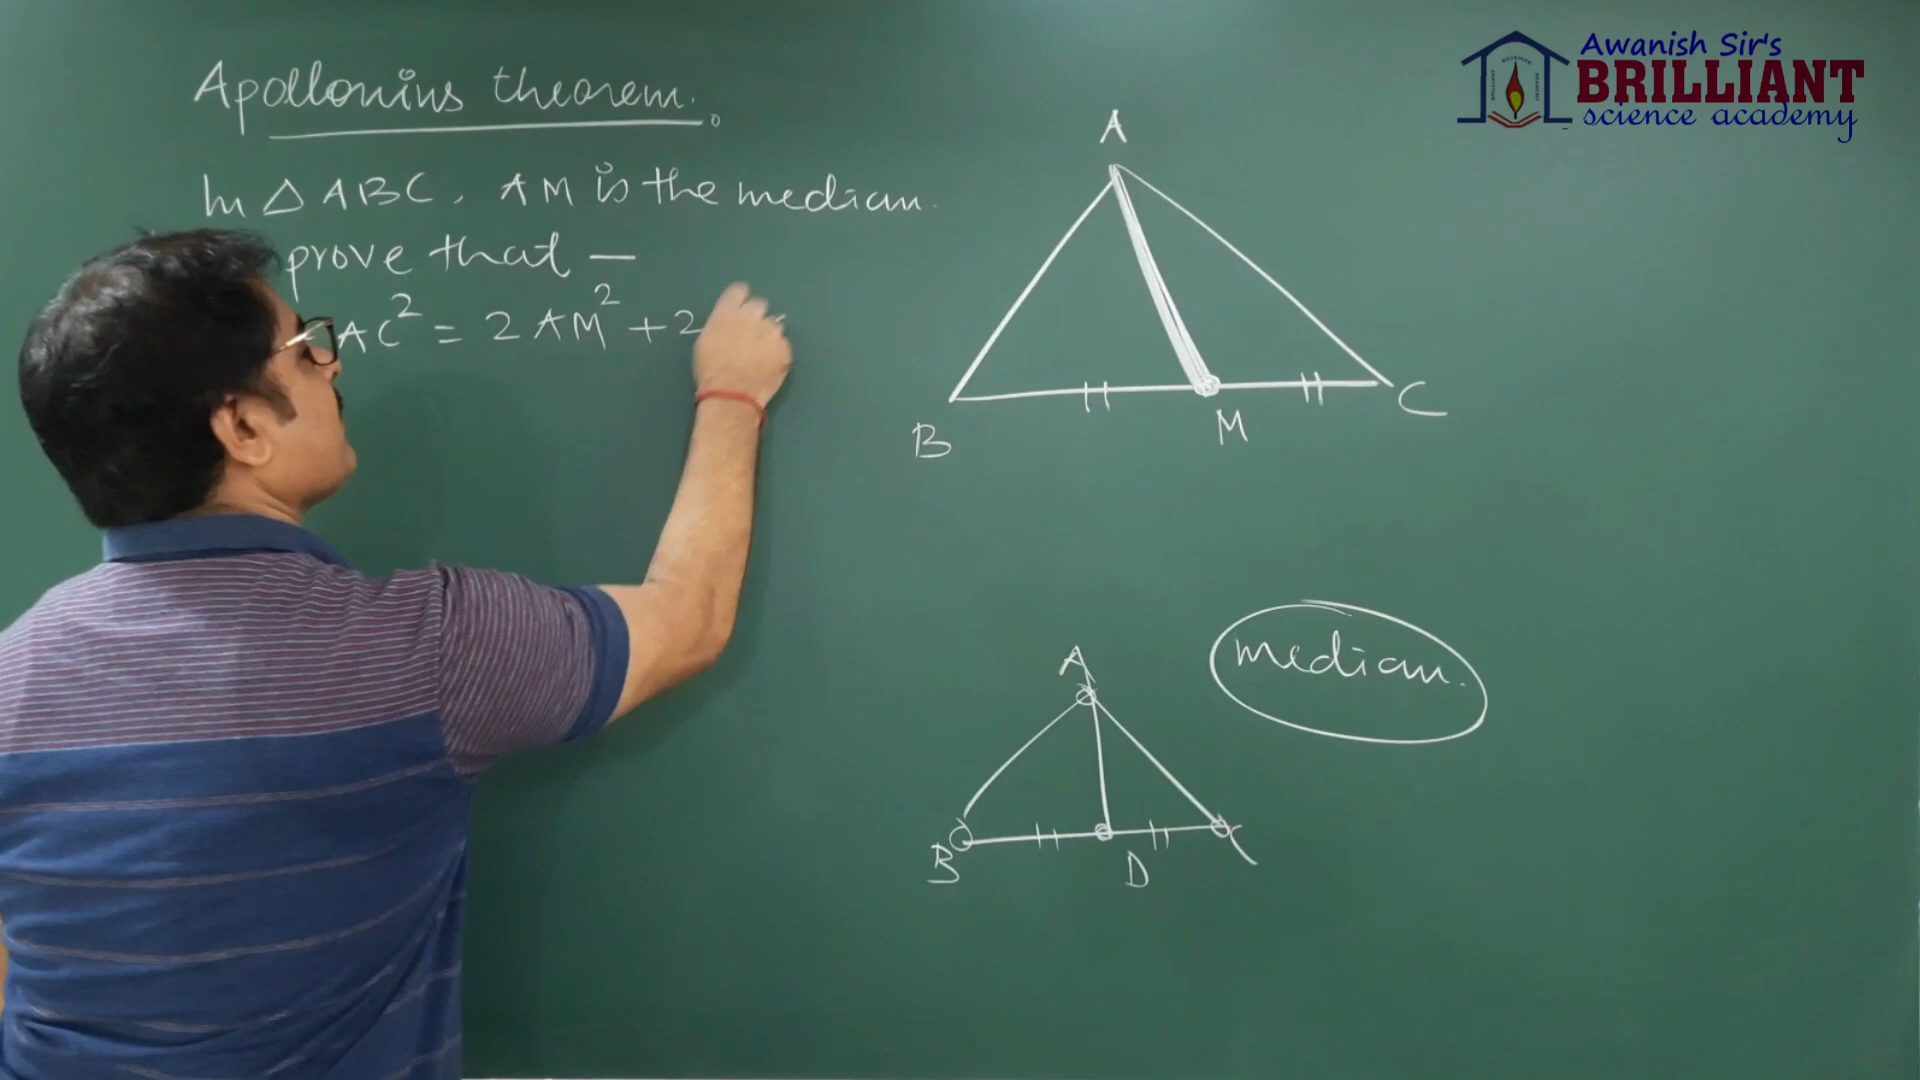 Apollonius theorem.
In △ ABC, AM is the median.
prove that —
AC² = 2AM² + 2
A
B
M
C
median.
A
B
D
C
Awanish Sir's
BRILLIANT
science academy